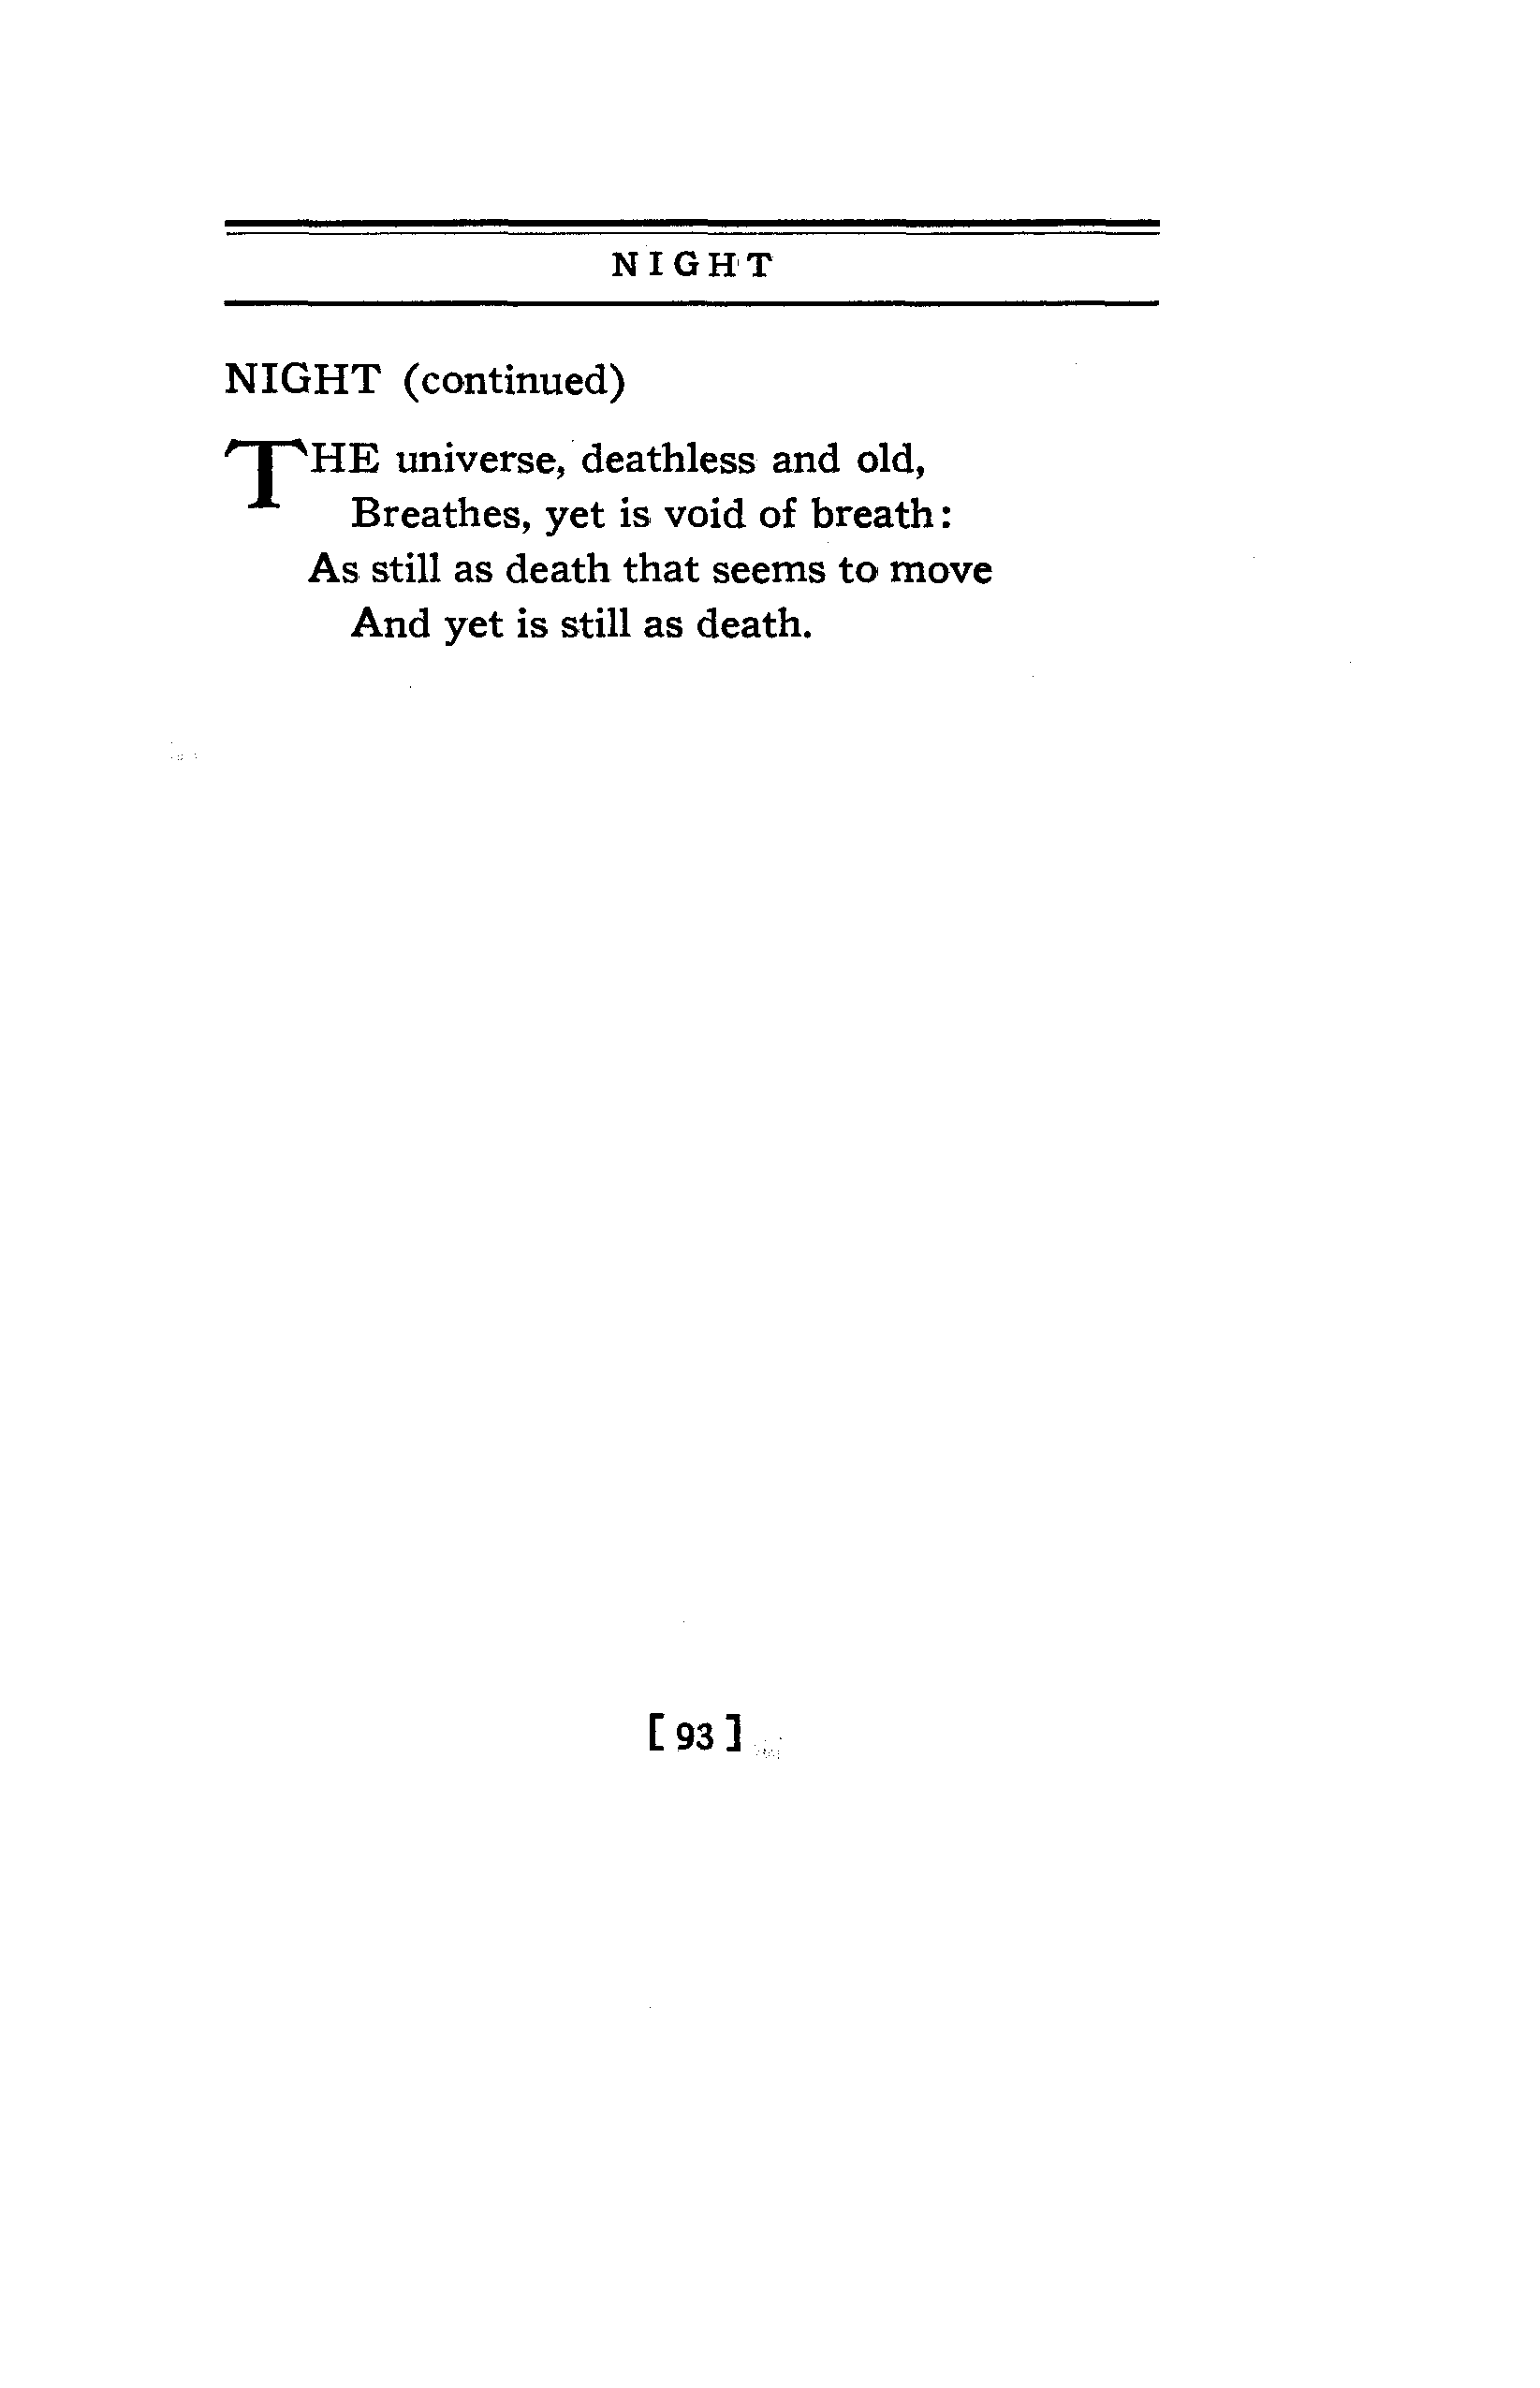 NIGHT
NIGHT (continued)
THE universe, deathless and old,
Breathes, yet is void of breath:
As still as death that seems to move
And yet is still as death.
[93]